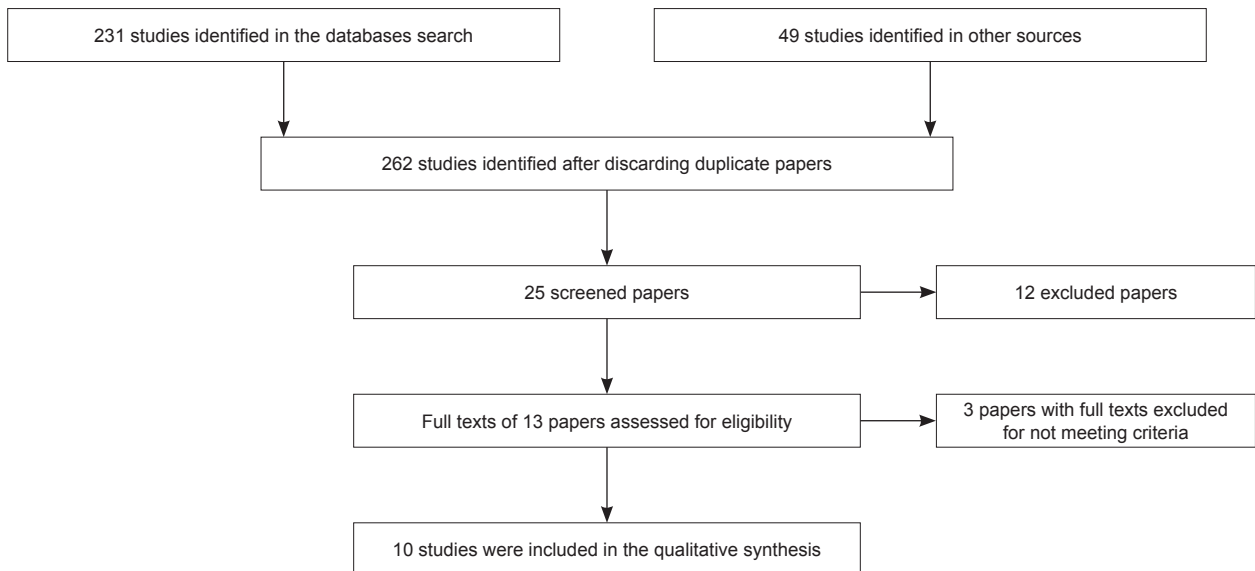 231 studies identified in the databases search
49 studies identified in other sources
262 studies identified after discarding duplicate papers
25 screened papers
12 excluded papers
Full texts of 13 papers assessed for eligibility
3 papers with full texts excluded
for not meeting criteria
10 studies were included in the qualitative synthesis